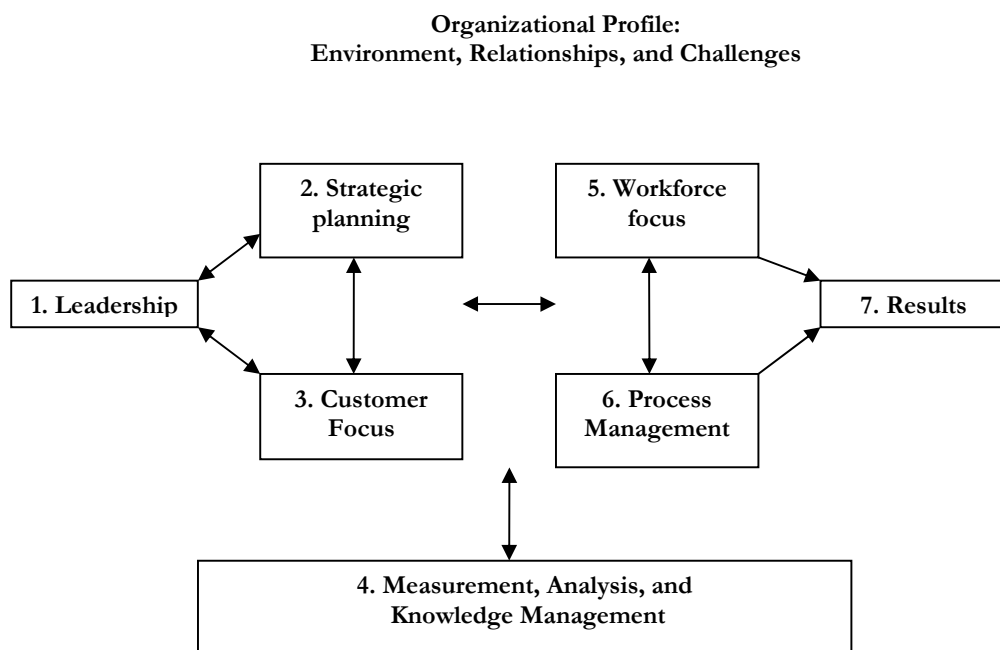 Organizational Profile:
Environment, Relationships, and Challenges
2. Strategic
planning
5. Workforce
focus
1. Leadership
7. Results
3. Customer
Focus
6. Process
Management
4. Measurement, Analysis, and
Knowledge Management